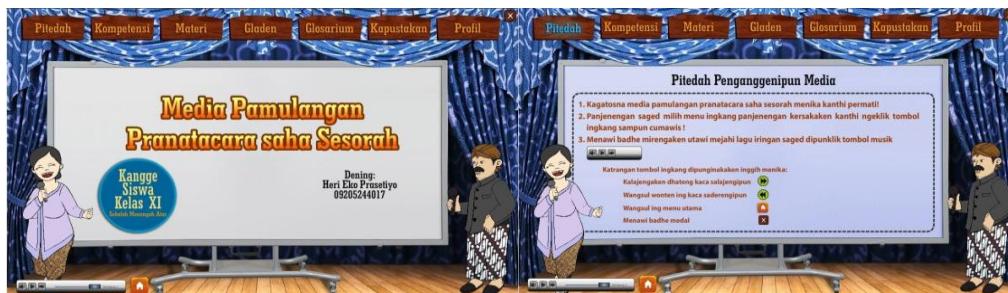 Pitedah Kompetensi Materi Gladen Glosarium Kapustakan Profil
Media Pamulangan
Pranatacara saha Sesorah
Kangge
Siswa
Kelas XI
Sekolah Menengah Atas
Dening:
Heri Eko Prasetiyo
09205244017
Pitedah Kompetensi Materi Gladen Glosarium Kapustakan Profil
Pitedah Penganggenipun Media
1. Kagatosna media pamulangan pranatacara saha sesorah menika kanthi permati!
2. Panjenengan saged milih menu ingkang panjenengan kersakaken kanthi ngeklik tombol
ingkang sampun cumawis !
3. Menawi badhe mirengaken utawi mejahi lagu iringan saged dipunklik tombol musik
Katrangan tombol ingkang dipunginakaken inggih menika:
Kalajengaken dhateng kaca salajengipun
Wangsul wonten ing kaca saderengipun
Wangsul ing menu utama
Menawi badhe medal